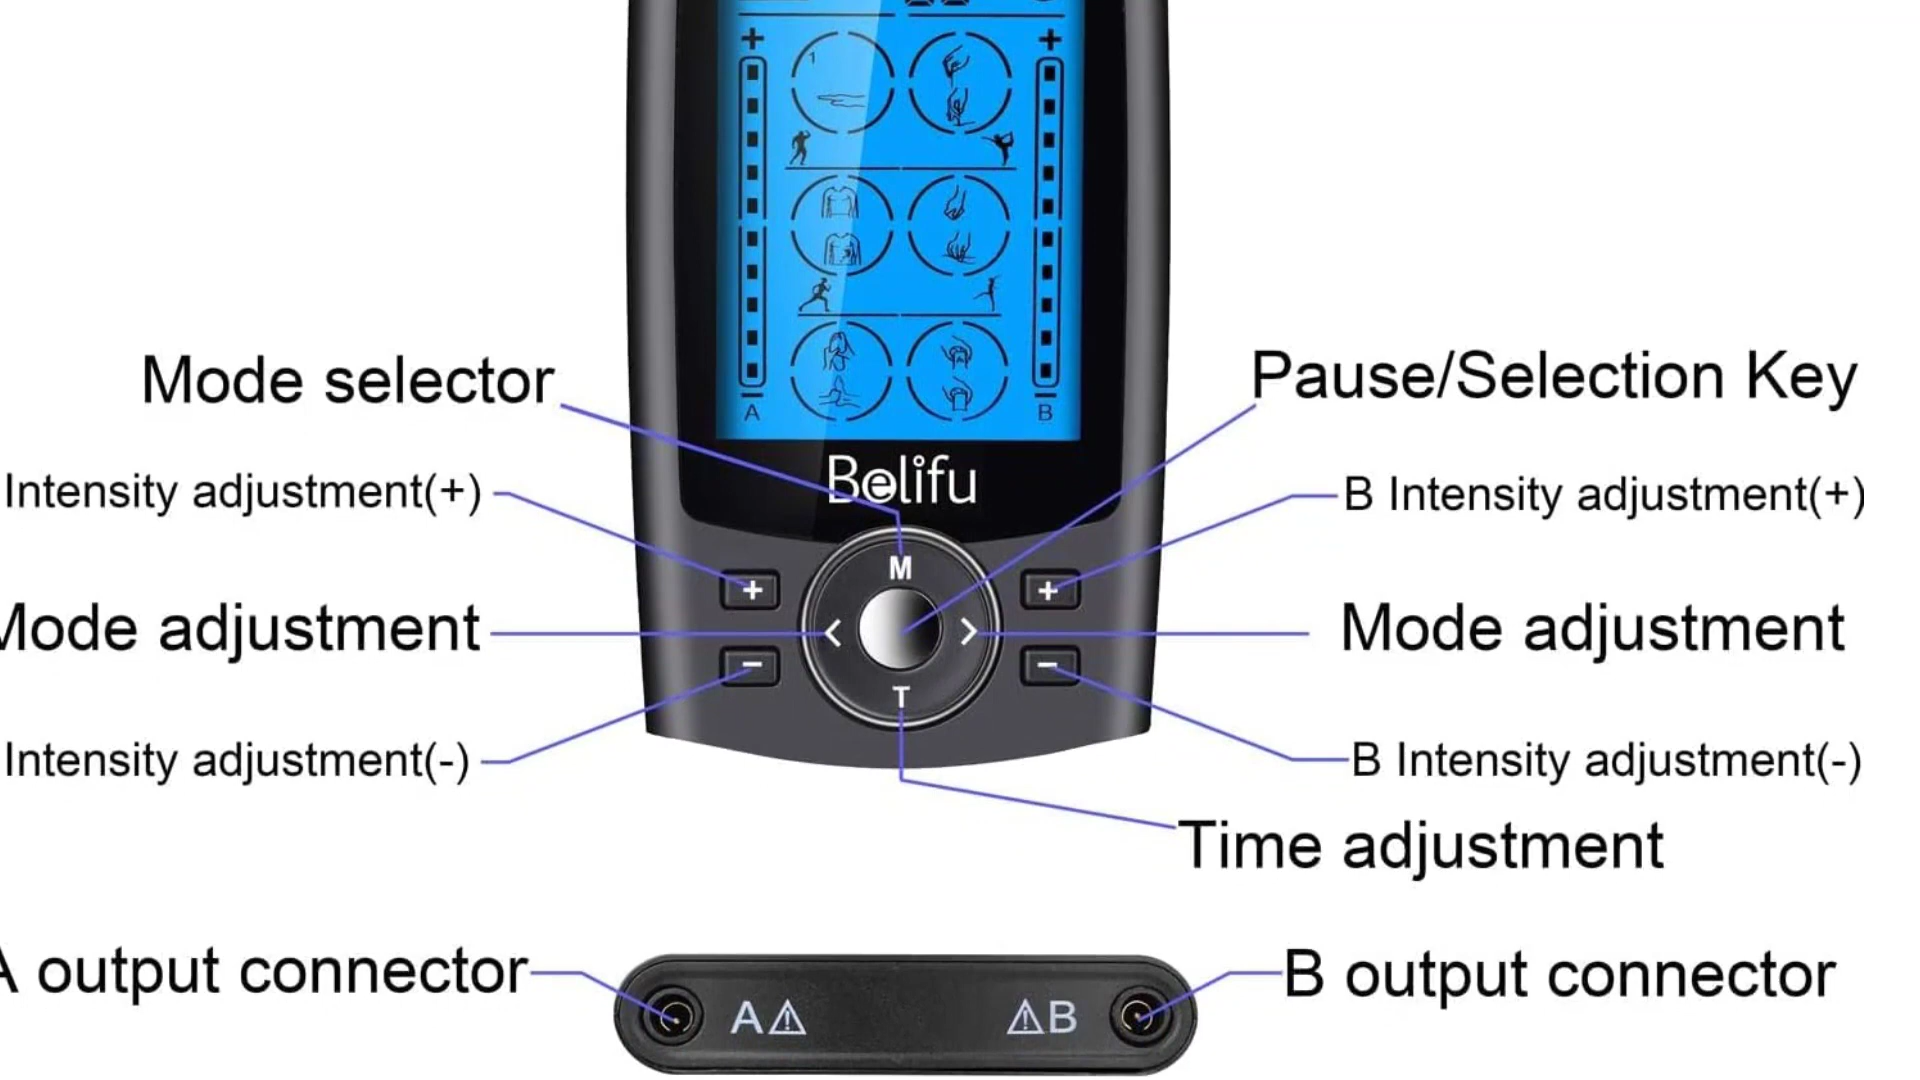 + +
1
A B
Mode selector
Pause/Selection Key
Belifu
Intensity adjustment(+)
B Intensity adjustment(+)
M
+ +
Mode adjustment
< >
Mode adjustment
- -
T
Intensity adjustment(-)
B Intensity adjustment(-)
Time adjustment
A output connector
B output connector
A B